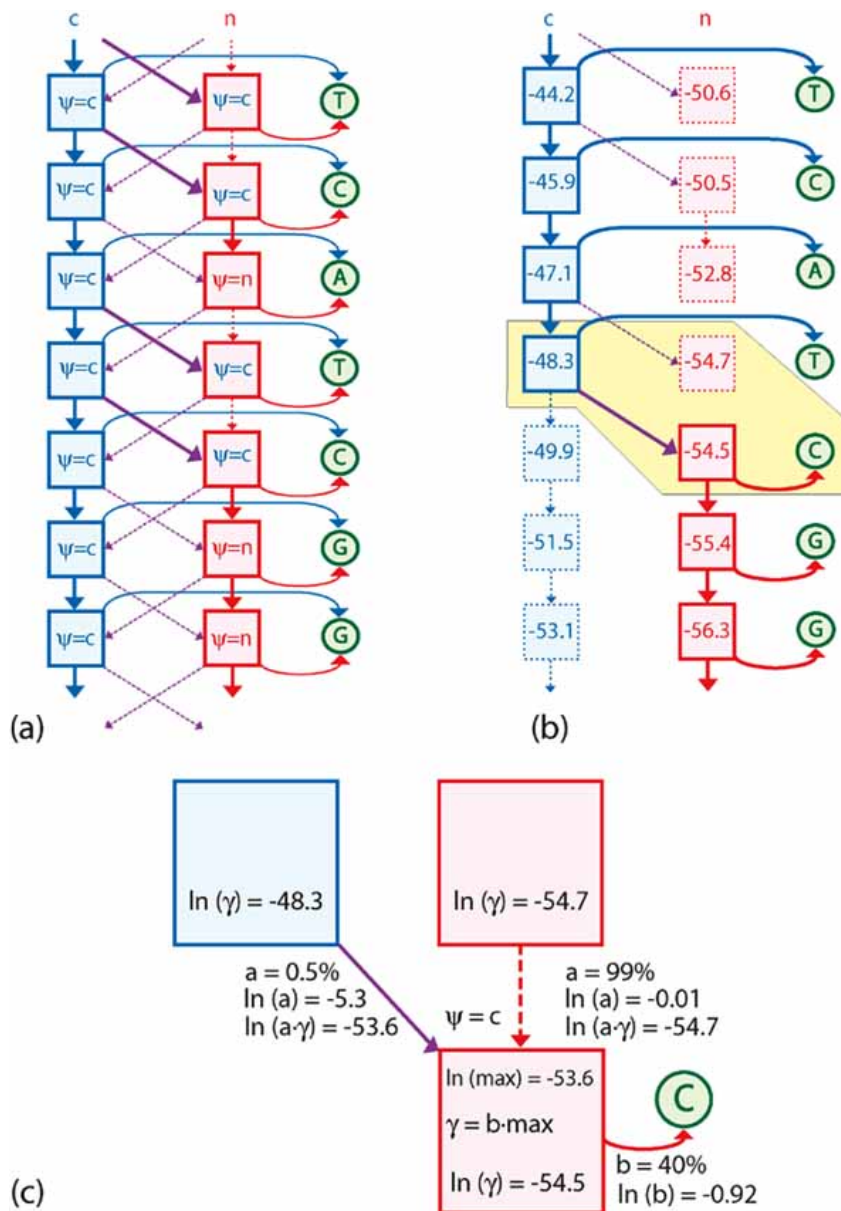 c n
ψ=c ψ=c T
ψ=c ψ=c C
ψ=c ψ=n A
ψ=c ψ=c T
ψ=c ψ=c C
ψ=c ψ=n G
ψ=c ψ=n G
(a)
c n
-44.2 -50.6 T
-45.9 -50.5 C
-47.1 -52.8 A
-48.3 -54.7 T
-49.9 -54.5 C
-51.5 -55.4 G
-53.1 -56.3 G
(b)
ln (γ) = -48.3
ln (γ) = -54.7
a = 0.5%
ln (a) = -5.3
ln (a·γ) = -53.6
ψ = c
a = 99%
ln (a) = -0.01
ln (a·γ) = -54.7
ln (max) = -53.6
γ = b·max
ln (γ) = -54.5
C
b = 40%
ln (b) = -0.92
(c)